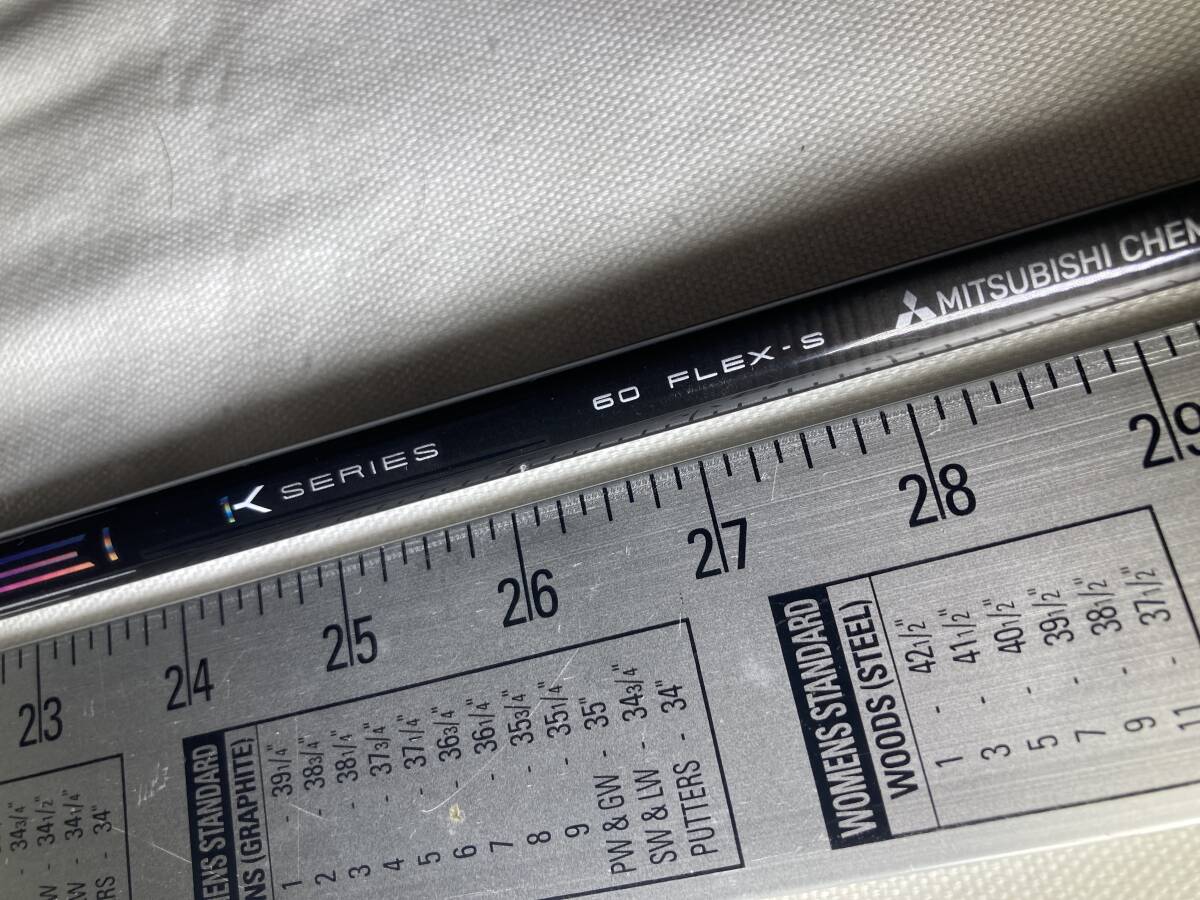 K SERIES 60 FLEX-S MITSUBISHI CHEM
23 24 25 26 27 28 29
34 3/4"
W - 34 1/2"
W - 34 1/4"
RS - 34"
ENS STANDARD
NS (GRAPHITE)
1 - 39 1/4"
2 - 38 3/4"
3 - 38 1/4"
4 - 37 3/4"
5 - 37 1/4"
6 - 36 3/4"
7 - 36 1/4"
8 - 35 3/4"
9 - 35 1/4"
PW & GW - 35"
SW & LW - 34 3/4"
PUTTERS - 34"
WOMENS STANDARD
WOODS (STEEL)
1 - 42 1/2"
3 - 41 1/2"
5 - 40 1/2"
7 - 39 1/2"
9 - 38 1/2"
11 - 37 1/2"